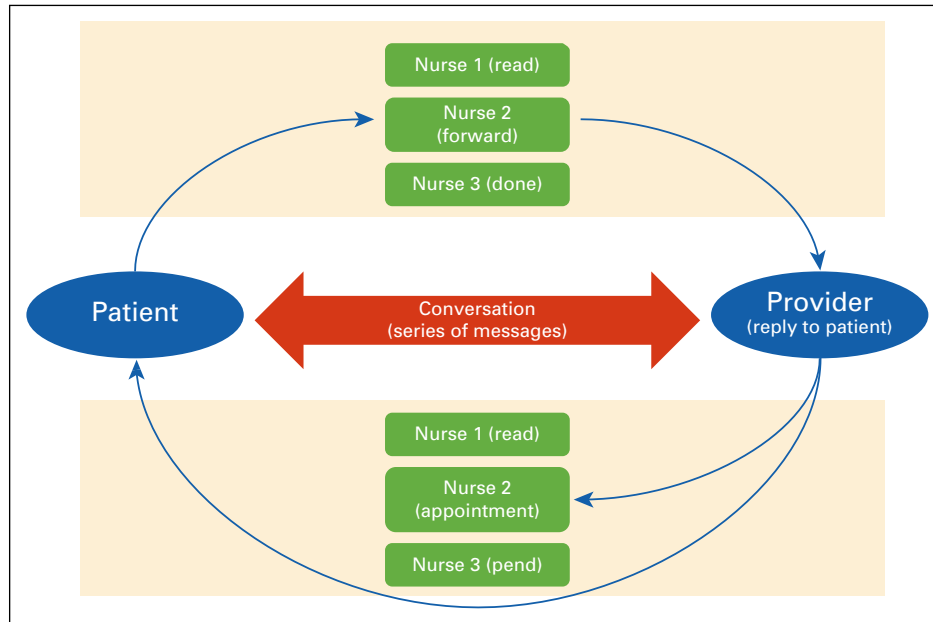 Nurse 1 (read)
Nurse 2
(forward)
Nurse 3 (done)
Patient
Conversation
(series of messages)
Provider
(reply to patient)
Nurse 1 (read)
Nurse 2
(appointment)
Nurse 3 (pend)